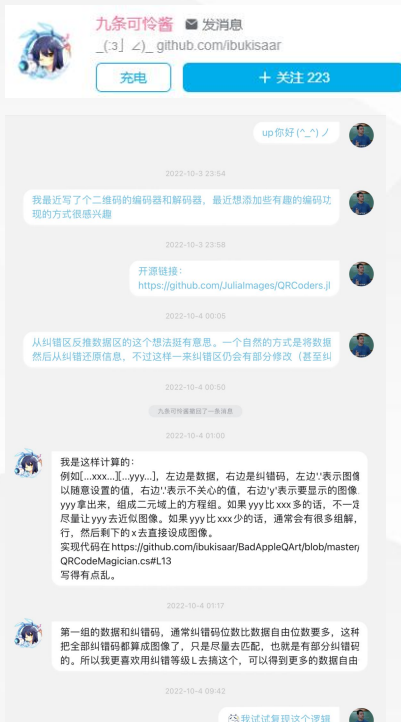 九条可怜酱 发消息
_(:3」∠)_ github.com/ibukisaar
充电
+ 关注 223
up你好(^_^)ノ
2022-10-3 23:54
我最近写了个二维码的编码器和解码器，最近想添加些有趣的编码功
现的方式很感兴趣
2022-10-3 23:58
开源链接：
https://github.com/JuliaImages/QRCoders.jl
2022-10-4 00:05
从纠错区反推数据区的这个想法挺有意思。一个自然的方式是将数据
然后从纠错还原信息，不过这样一来纠错区仍会有部分修改（甚至纠
2022-10-4 00:50
九条可怜酱撤回了一条消息
2022-10-4 01:00
我是这样计算的：
例如[...xxx...][...yyy...]，左边是数据，右边是纠错码，左边'.'表示图像
以随意设置的值，右边'.'表示不关心的值，右边'y'表示要显示的图像
yyy拿出来，组成二元域上的方程组。如果yyy比xxx多的话，不一定
尽量让yyy去近似图像。如果yyy比xxx少的话，通常会有很多组解，
行，然后剩下的x去直接设成图像。
实现代码在https://github.com/ibukisaar/BadAppleQArt/blob/master/
QRCodeMagician.cs#L13
写得有点乱。
2022-10-4 01:17
第一组的数据和纠错码，通常纠错码位数比数据自由位数要多，这种
把全部纠错码都算成图像了，只是尽量去匹配，也就是有部分纠错码
的。所以我更喜欢用纠错等级L去搞这个，可以得到更多的数据自由
2022-10-4 09:42
我试试复现这个逻辑